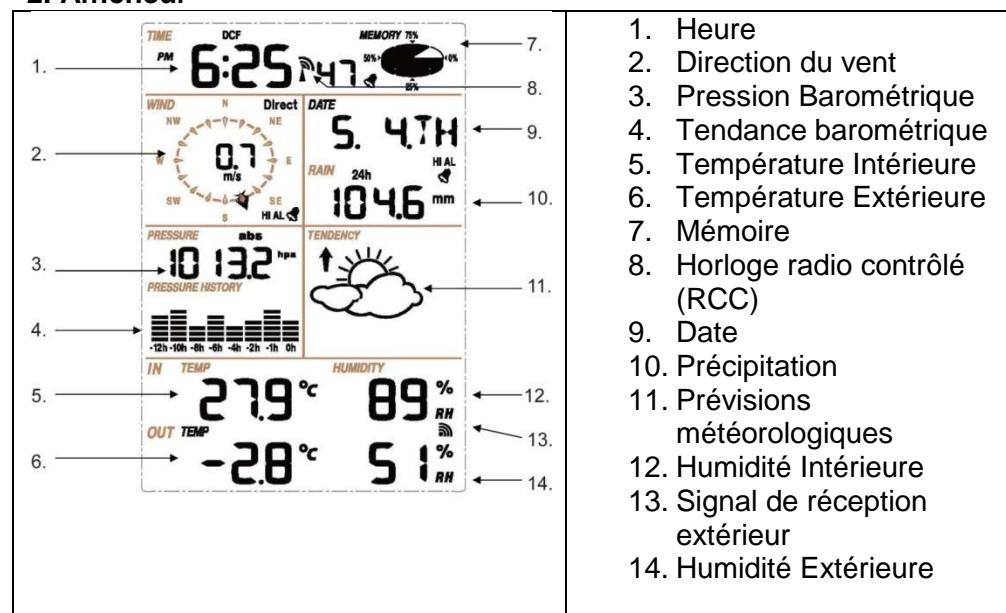 2.
TIME DCF MEMORY 75%
PM 6:25 47 50% 0%
25%
1.
7.
8.
WIND N Direct
NW NE
W 0.7 E
m/s
SW SE
S HI AL
2.
DATE
5. 4.TH
HI AL
9.
RAIN 24h
104.6 mm
10.
PRESSURE abs
1013.2 hpa
3.
PRESSURE HISTORY
-12h -10h -8h -6h -4h -2h -1h 0h
4.
TENDENCY
11.
IN TEMP HUMIDITY
5. 27.9 °C 89 % RH 12.
13.
OUT TEMP
6. -2.8 °C 51 % RH 14.
1. Heure
2. Direction du vent
3. Pression Barométrique
4. Tendance barométrique
5. Température Intérieure
6. Température Extérieure
7. Mémoire
8. Horloge radio contrôlé
(RCC)
9. Date
10. Précipitation
11. Prévisions
météorologiques
12. Humidité Intérieure
13. Signal de réception
extérieur
14. Humidité Extérieure